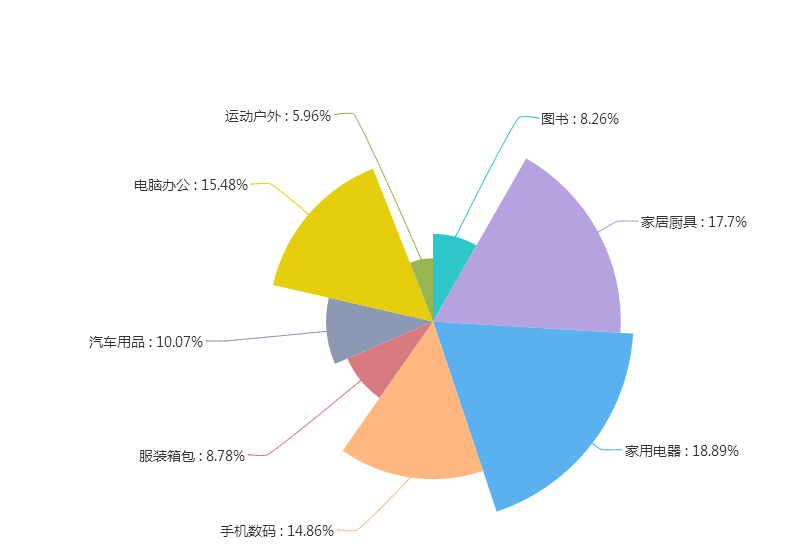 运动户外 : 5.96%
图书 : 8.26%
电脑办公 : 15.48%
家居厨具 : 17.7%
汽车用品 : 10.07%
家用电器 : 18.89%
服装箱包 : 8.78%
手机数码 : 14.86%